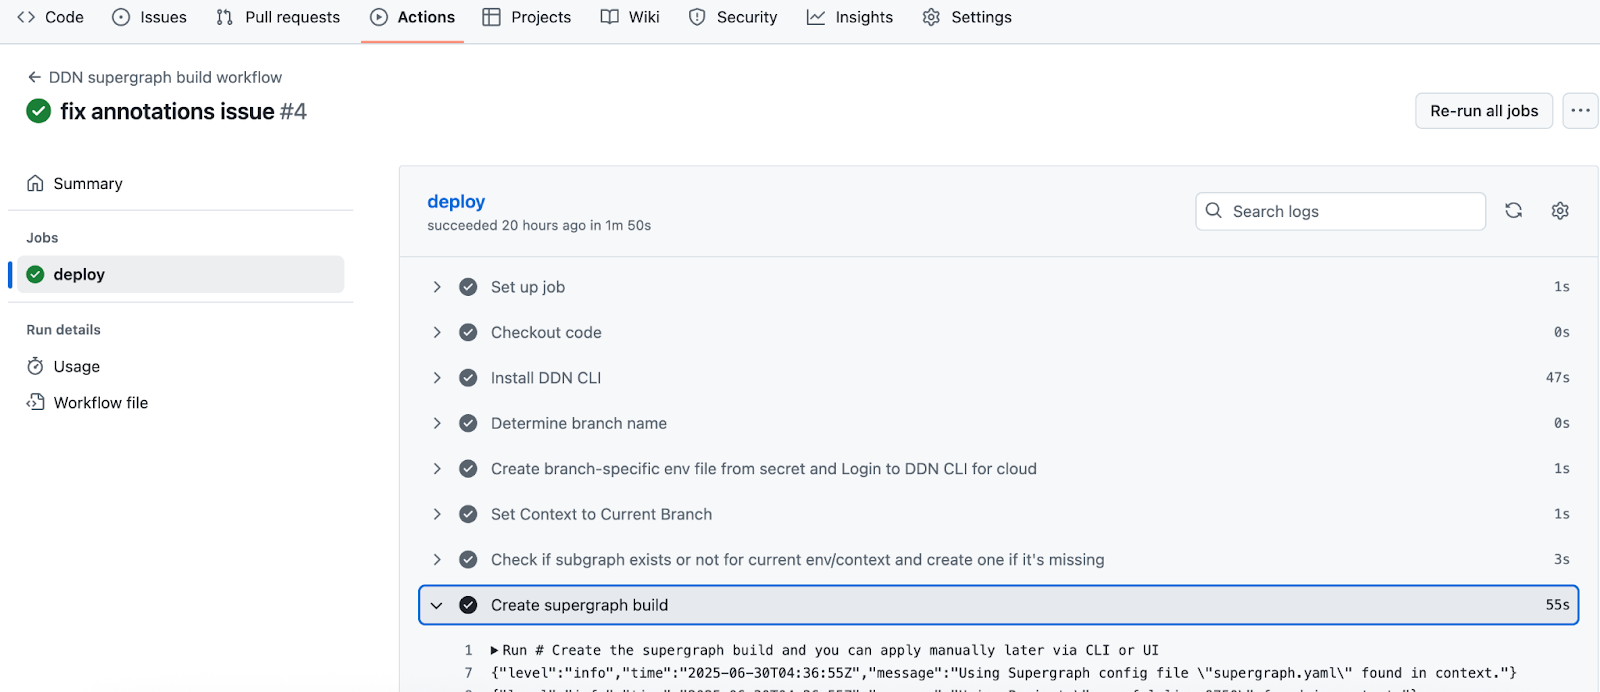 Code Issues Pull requests Actions Projects Wiki Security Insights Settings
DDN supergraph build workflow
fix annotations issue #4
Re-run all jobs
Summary
Jobs
deploy
Run details
Usage
Workflow file
deploy
succeeded 20 hours ago in 1m 50s
Search logs
Set up job 1s
Checkout code 0s
Install DDN CLI 47s
Determine branch name 0s
Create branch-specific env file from secret and Login to DDN CLI for cloud 1s
Set Context to Current Branch 1s
Check if subgraph exists or not for current env/context and create one if it's missing 3s
Create supergraph build 55s
1 Run # Create the supergraph build and you can apply manually later via CLI or UI
7 {"level":"info","time":"2025-06-30T04:36:55Z","message":"Using Supergraph config file \"supergraph.yaml\" found in context."}